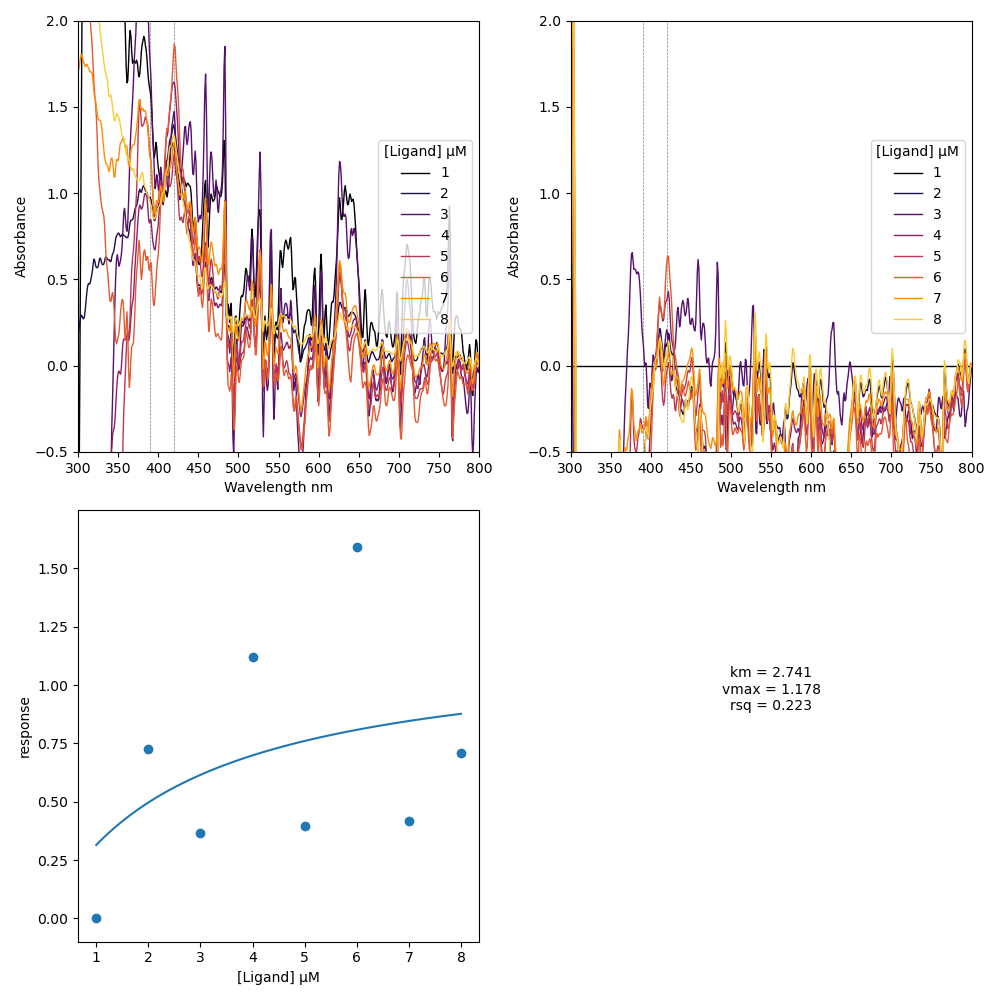 2.0
1.5
1.0
0.5
0.0
−0.5
Absorbance
300 350 400 450 500 550 600 650 700 750 800
Wavelength nm
[Ligand] µM
1
2
3
4
5
6
7
8
2.0
1.5
1.0
0.5
0.0
−0.5
Absorbance
300 350 400 450 500 550 600 650 700 750 800
Wavelength nm
[Ligand] µM
1
2
3
4
5
6
7
8
1.50
1.25
1.00
0.75
0.50
0.25
0.00
response
1 2 3 4 5 6 7 8
[Ligand] µM
km = 2.741
vmax = 1.178
rsq = 0.223